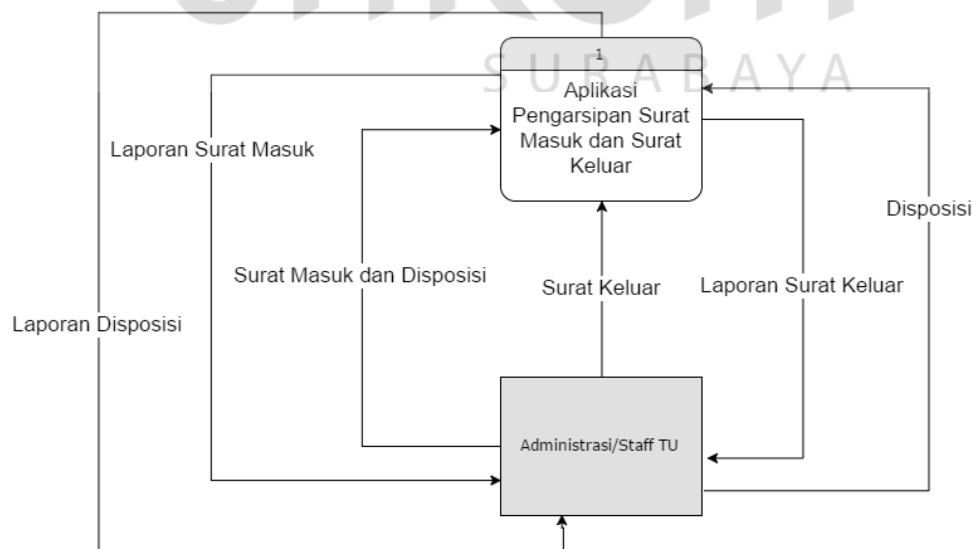 SURABAYA
1
Aplikasi
Pengarsipan Surat
Masuk dan Surat
Keluar
Laporan Surat Masuk
Disposisi
Surat Masuk dan Disposisi
Surat Keluar
Laporan Surat Keluar
Laporan Disposisi
Administrasi/Staff TU